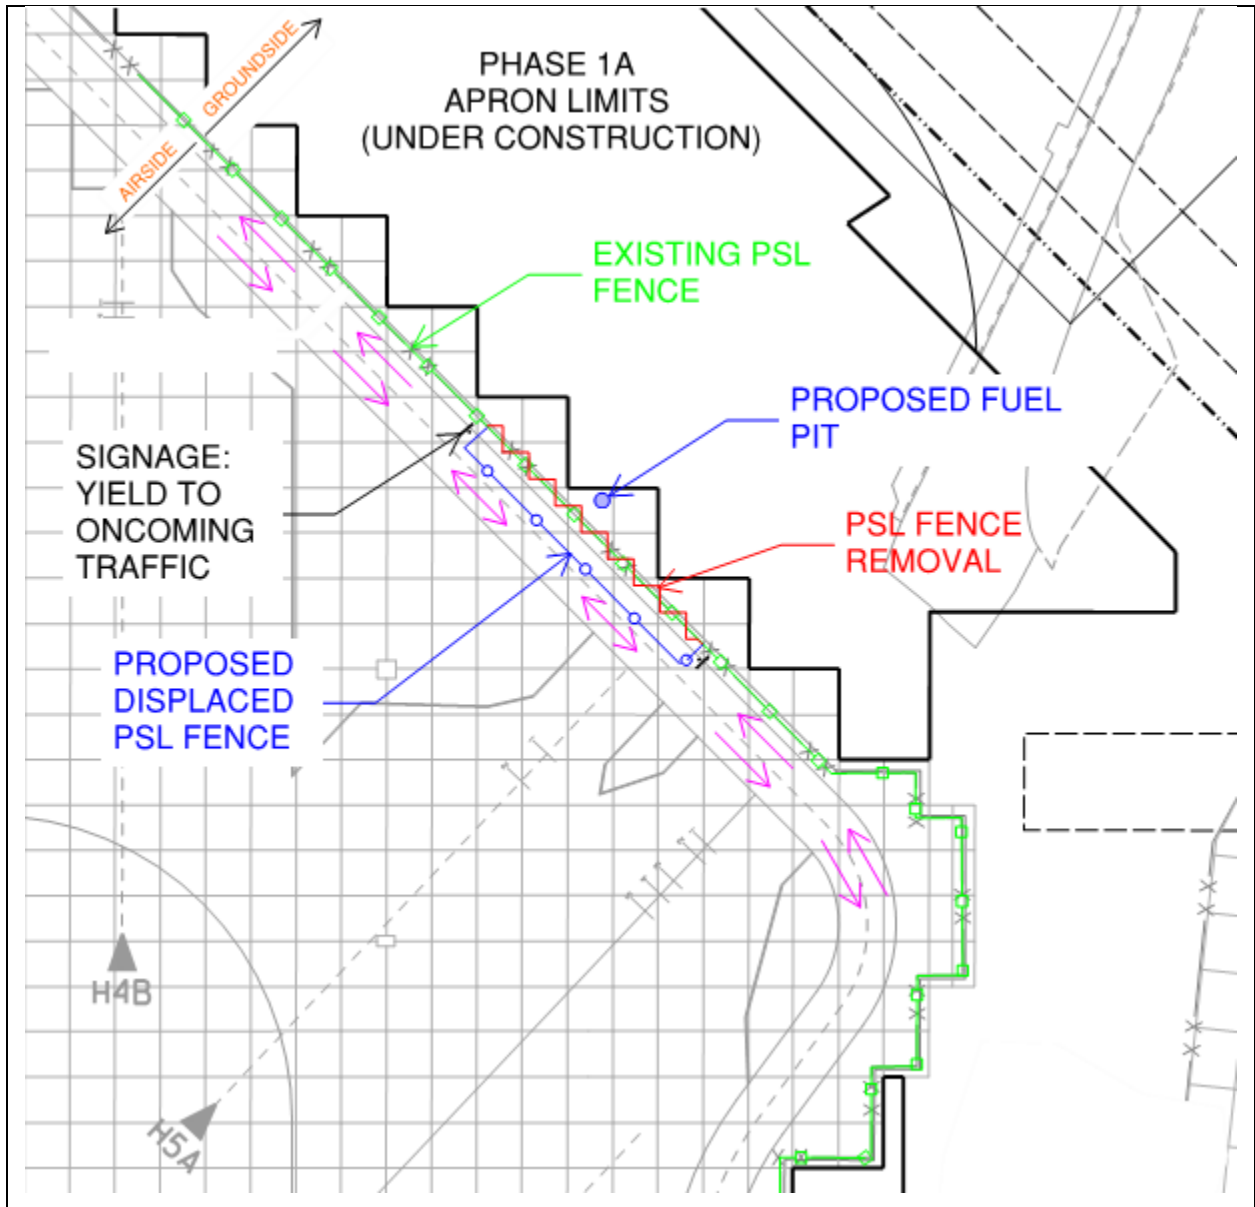 PHASE 1A
APRON LIMITS
(UNDER CONSTRUCTION)
GROUNDSIDE
AIRSIDE
EXISTING PSL
FENCE
PROPOSED FUEL
PIT
SIGNAGE:
YIELD TO
ONCOMING
TRAFFIC
PSL FENCE
REMOVAL
PROPOSED
DISPLACED
PSL FENCE
H4B
H5A